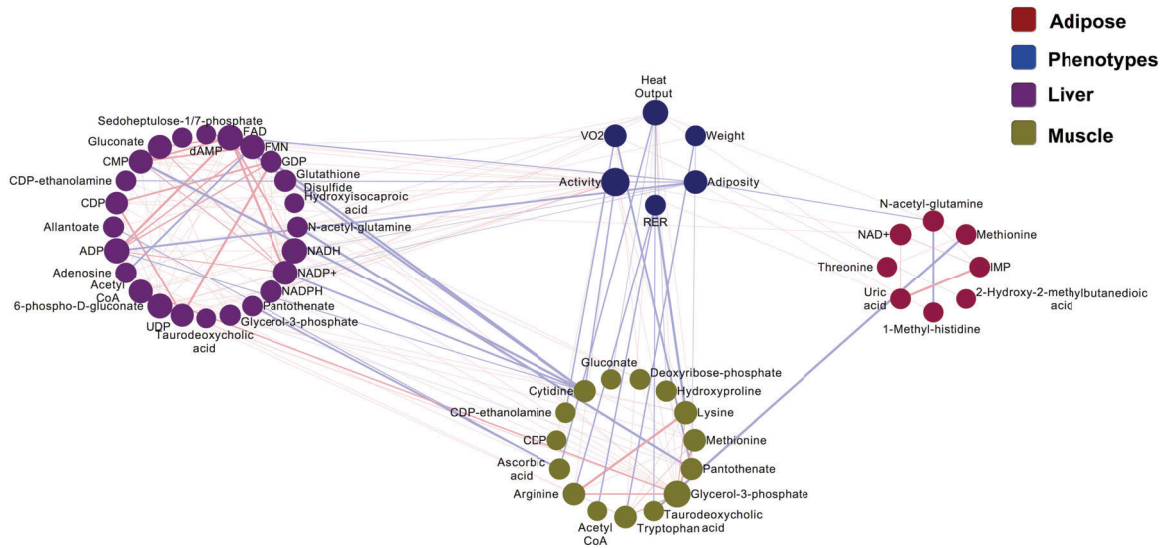 Adipose
Phenotypes
Liver
Muscle
Sedoheptulose-1/7-phosphate
FAD
Gluconate
dAMP
FMN
CMP
GDP
CDP-ethanolamine
Glutathione
Disulfide
CDP
Hydroxyisocaproic
acid
Allantoate
N-acetyl-glutamine
ADP
NADH
Adenosine
NADP+
Acetyl
CoA
NADPH
6-phospho-D-gluconate
Pantothenate
UDP
Glycerol-3-phosphate
Taurodeoxycholic
acid
Heat
Output
VO2
Weight
Activity
Adiposity
RER
N-acetyl-glutamine
NAD+
Methionine
Threonine
IMP
Uric
acid
2-Hydroxy-2-methylbutanedioic
acid
1-Methyl-histidine
Gluconate
Deoxyribose-phosphate
Cytidine
Hydroxyproline
CDP-ethanolamine
Lysine
CDP
Methionine
Ascorbic
acid
Pantothenate
Arginine
Glycerol-3-phosphate
Acetyl
CoA
Taurodeoxycholic
acid
Tryptophan